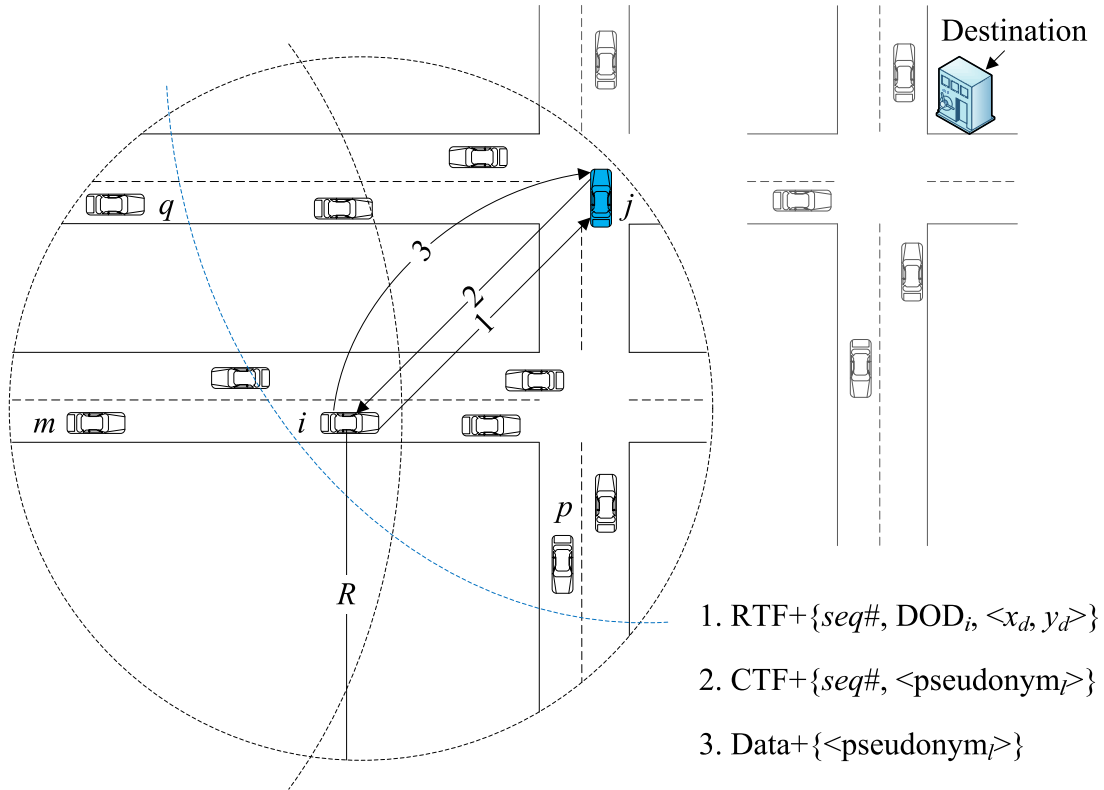 Destination
q
j
3
2
1
m
i
p
R
1. RTF+{seq#, DODi, <xd, yd>}
2. CTF+{seq#, <pseudonyml>}
3. Data+{<pseudonyml>}